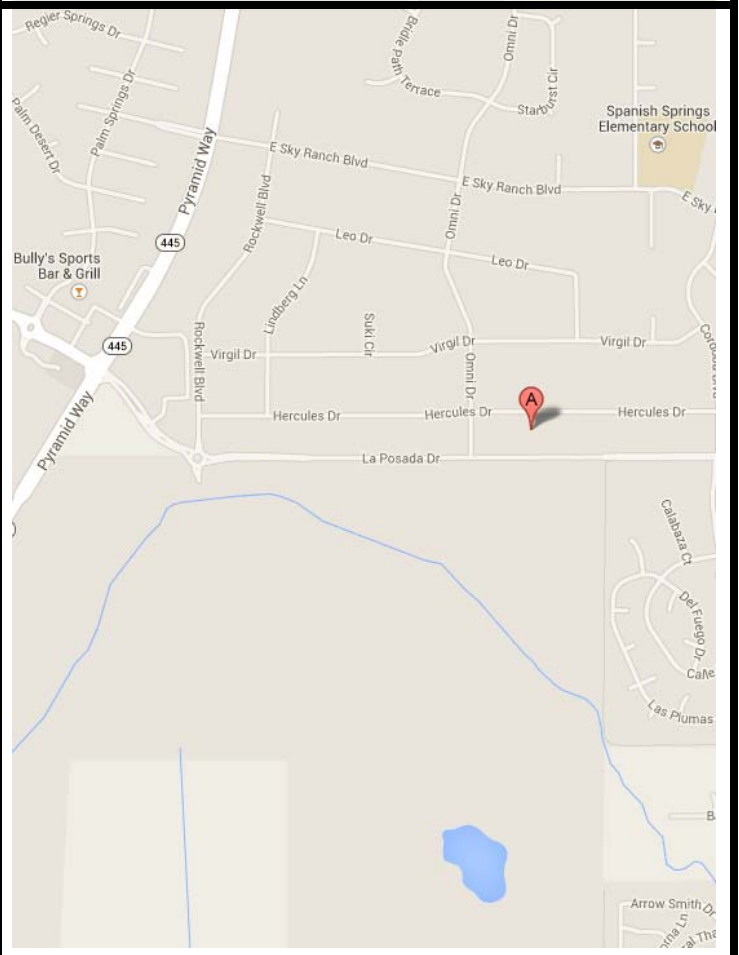 Regier Springs Dr
Bridle Path Terrace
Omni Dr
Palm Springs Dr
Palm Desert Dr
Starburst Cir
Spanish Springs
Elementary School
Pyramid Way
E Sky Ranch Blvd
E Sky Ranch Blvd
E Sky
Rockwell Blvd
Omni Dr
Leo Dr
Leo Dr
445
Bully's Sports
Bar & Grill
Lindberg Ln
Suki Cir
445
Rockwell Blvd
Virgil Dr
Virgil Dr
Virgil Dr
Omni Dr
A
Hercules Dr
Hercules Dr
Hercules Dr
Pyramid Way
La Posada Dr
Calabaza Ct
Del Fuego Dr
Calle
Las Plumas
Arrow Smith Dr